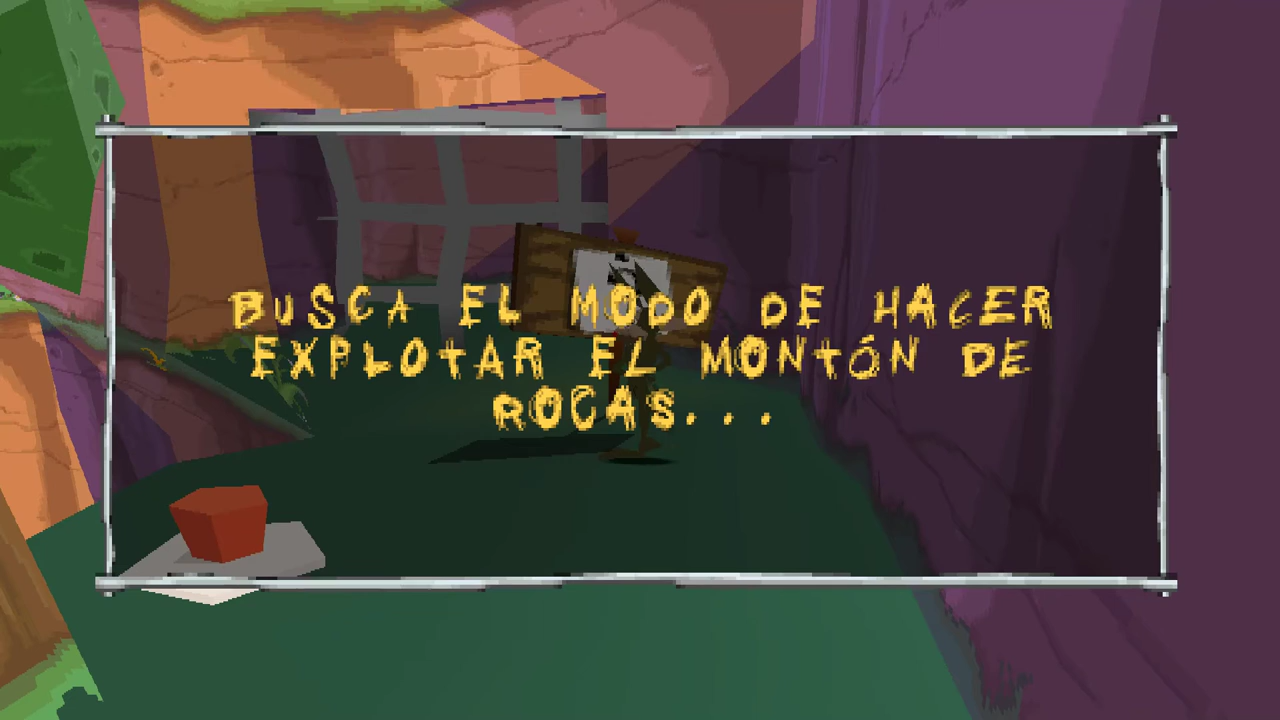 BUSCA EL MODO DE HACER
EXPLOTAR EL MONTÓN DE
ROCAS...